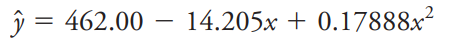 ŷ = 462.00 − 14.205x + 0.17888x²